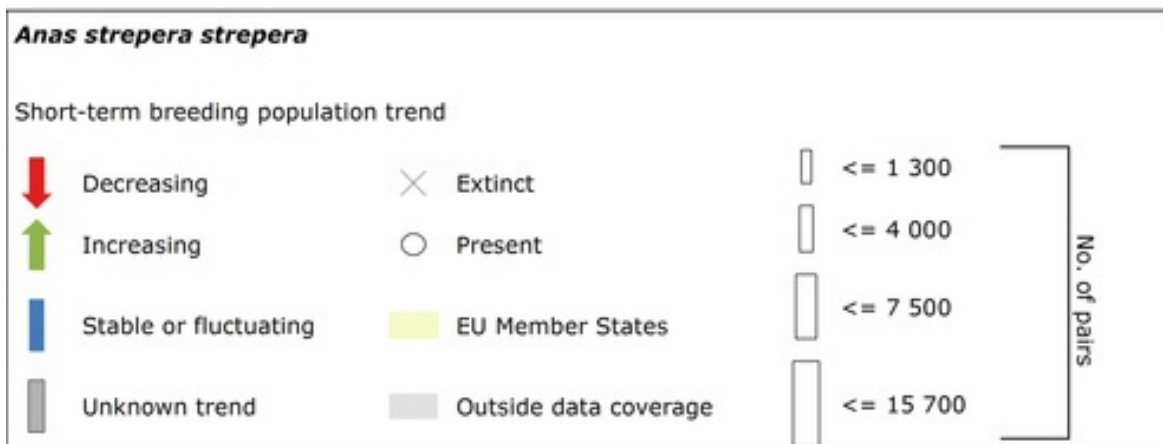 Anas strepera strepera
Short-term breeding population trend
Decreasing
Extinct
<= 1 300
Increasing
Present
<= 4 000
Stable or fluctuating
EU Member States
<= 7 500
Unknown trend
Outside data coverage
<= 15 700
No. of pairs